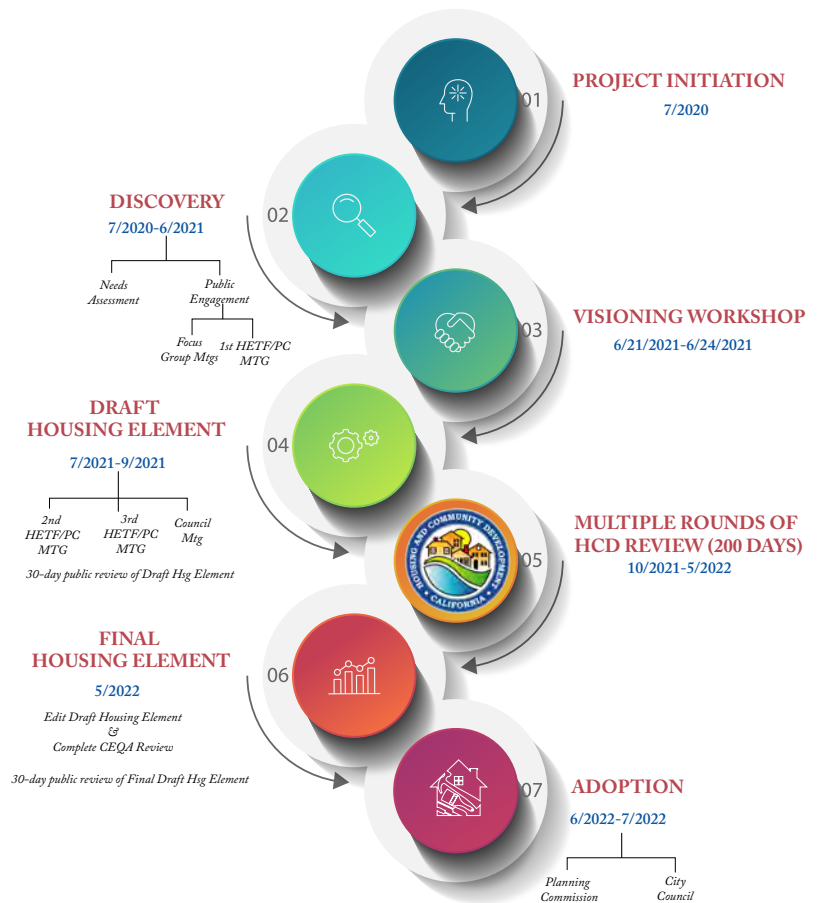 01
PROJECT INITIATION
7/2020
02
DISCOVERY
7/2020-6/2021
Needs
Assessment
Public
Engagement
Focus
Group Mtgs
1st HETF/PC
MTG
03
VISIONING WORKSHOP
6/21/2021-6/24/2021
04
DRAFT
HOUSING ELEMENT
7/2021-9/2021
2nd
HETF/PC
MTG
3rd
HETF/PC
MTG
Council
Mtg
30-day public review of Draft Hsg Element
05
MULTIPLE ROUNDS OF
HCD REVIEW (200 DAYS)
10/2021-5/2022
HOUSING AND COMMUNITY DEVELOPMENT
CALIFORNIA
06
FINAL
HOUSING ELEMENT
5/2022
Edit Draft Housing Element
&
Complete CEQA Review
30-day public review of Final Draft Hsg Element
07
ADOPTION
6/2022-7/2022
Planning
Commission
City
Council